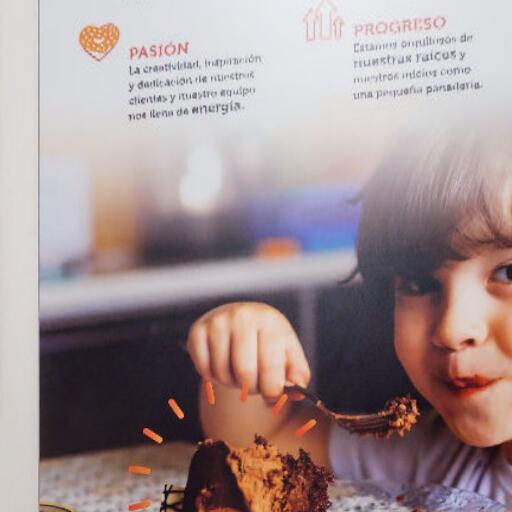 PASIÓN
La creatividad, inspiración
y dedicación de nuestros
clientes y nuestro equipo
nos llena de energía.
PROGRESO
Estamos orgullosos de
nuestras raíces y
nuestros inicios como
una pequeña panadería.